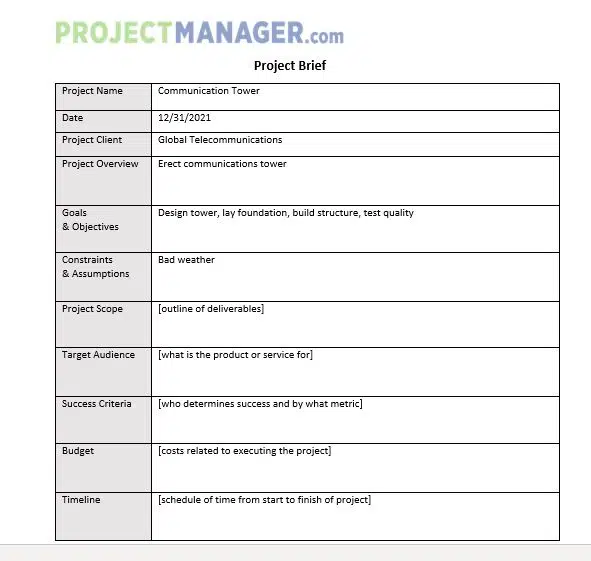 PROJECTMANAGER.com
Project Brief
Project Name Communication Tower
Date 12/31/2021
Project Client Global Telecommunications
Project Overview Erect communications tower
Goals Design tower, lay foundation, build structure, test quality
& Objectives
Constraints Bad weather
& Assumptions
Project Scope [outline of deliverables]
Target Audience [what is the product or service for]
Success Criteria [who determines success and by what metric]
Budget [costs related to executing the project]
Timeline [schedule of time from start to finish of project]